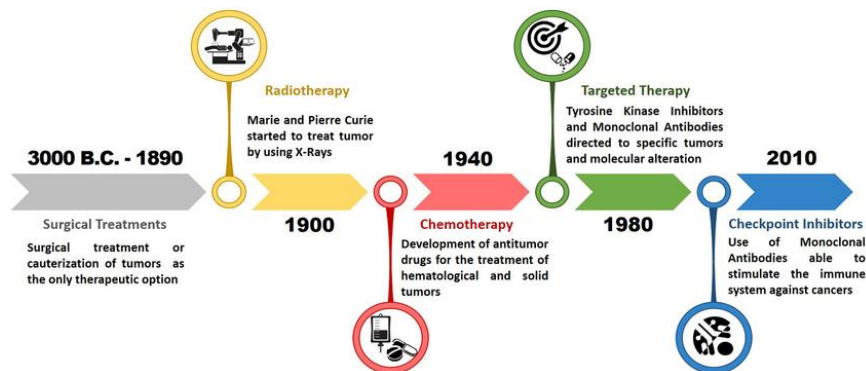 3000 B.C. - 1890
Surgical Treatments
Surgical treatment or
cauterization of tumors as
the only therapeutic option
Radiotherapy
Marie and Pierre Curie
started to treat tumor
by using X-Rays
1900
1940
Chemotherapy
Development of antitumor
drugs for the treatment of
hematological and solid
tumors
Targeted Therapy
Tyrosine Kinase Inhibitors
and Monoclonal Antibodies
directed to specific tumors
and molecular alteration
1980
2010
Checkpoint Inhibitors
Use of Monoclonal
Antibodies able to
stimulate the immune
system against cancers